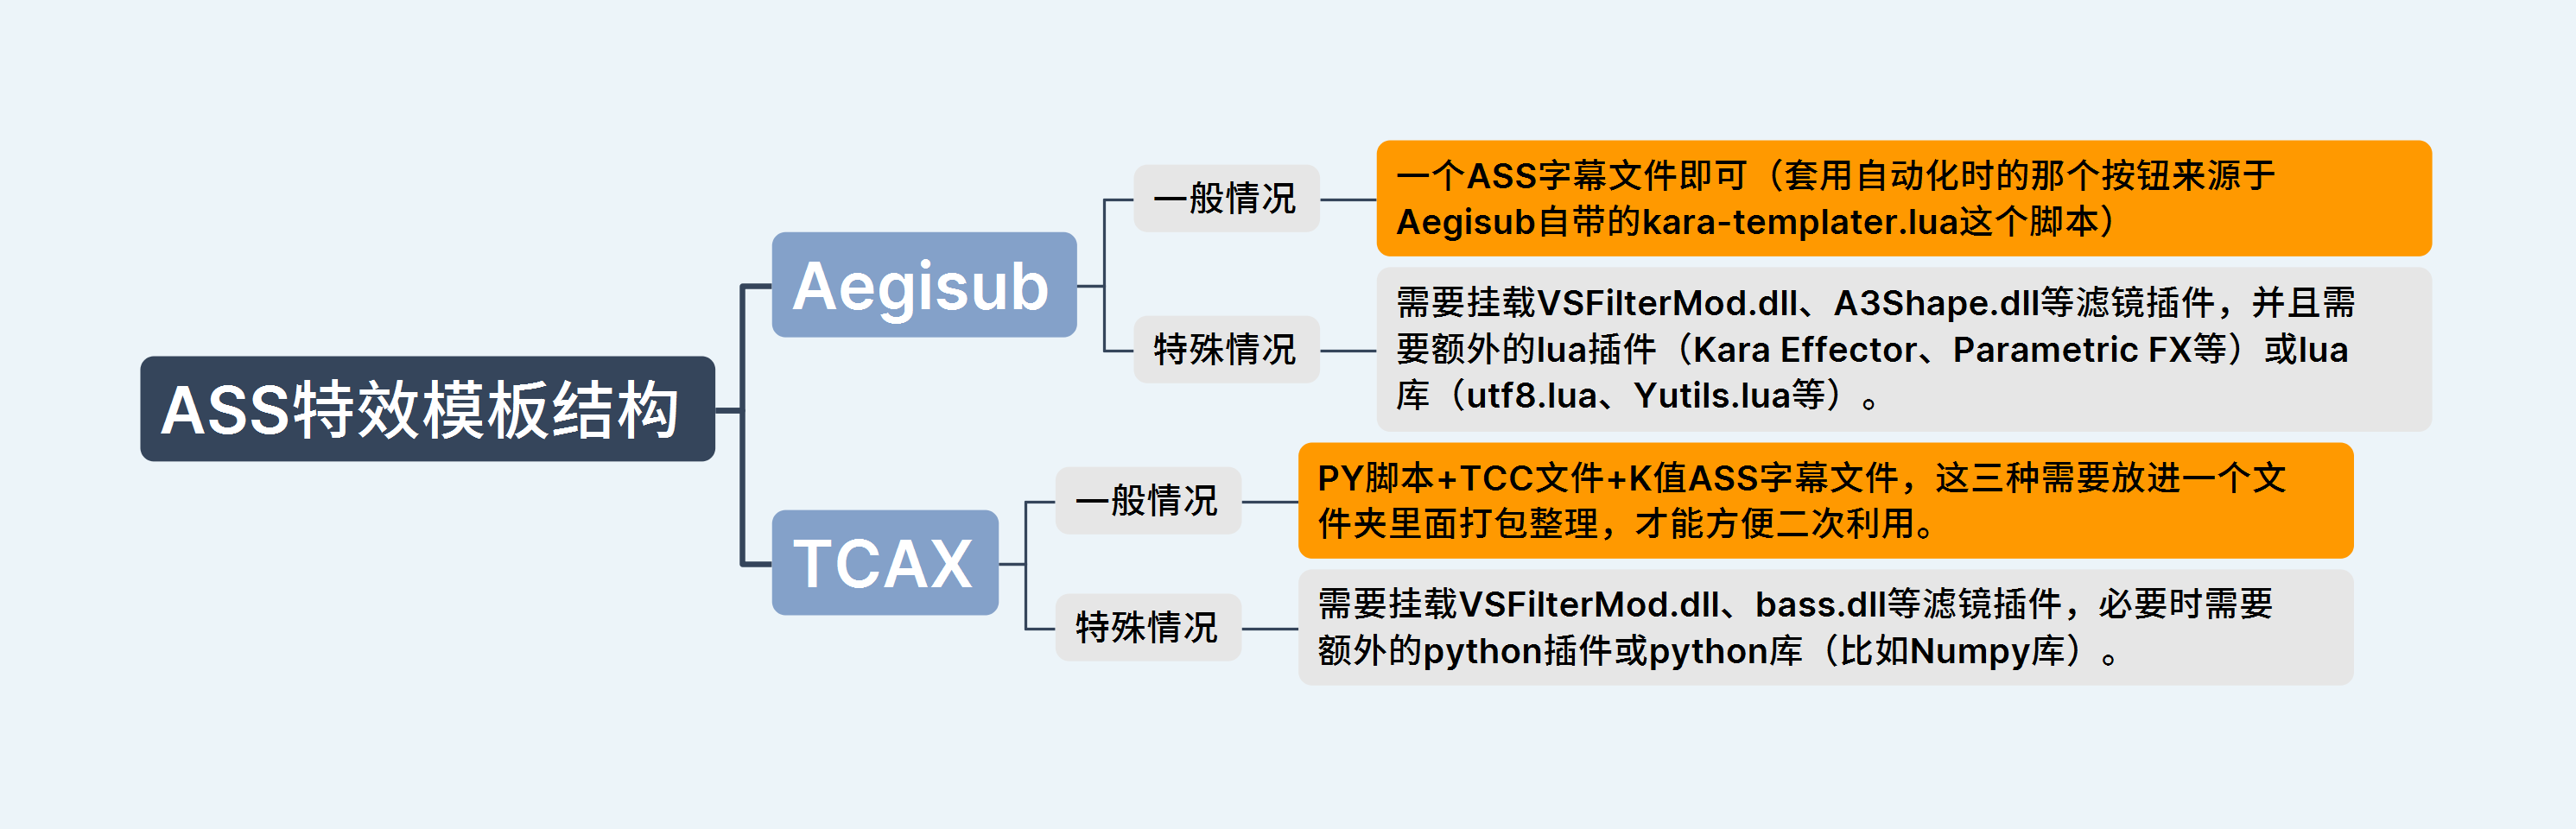 ASS特效模板结构
Aegisub
一般情况
一个ASS字幕文件即可（套用自动化时的那个按钮来源于
Aegisub自带的kara-templater.lua这个脚本）
特殊情况
需要挂载VSFilterMod.dll、A3Shape.dll等滤镜插件，并且需
要额外的lua插件（Kara Effector、Parametric FX等）或lua
库（utf8.lua、Yutils.lua等）。
TCAX
一般情况
PY脚本+TCC文件+K值ASS字幕文件，这三种需要放进一个文
件夹里面打包整理，才能方便二次利用。
特殊情况
需要挂载VSFilterMod.dll、bass.dll等滤镜插件，必要时需要
额外的python插件或python库（比如Numpy库）。